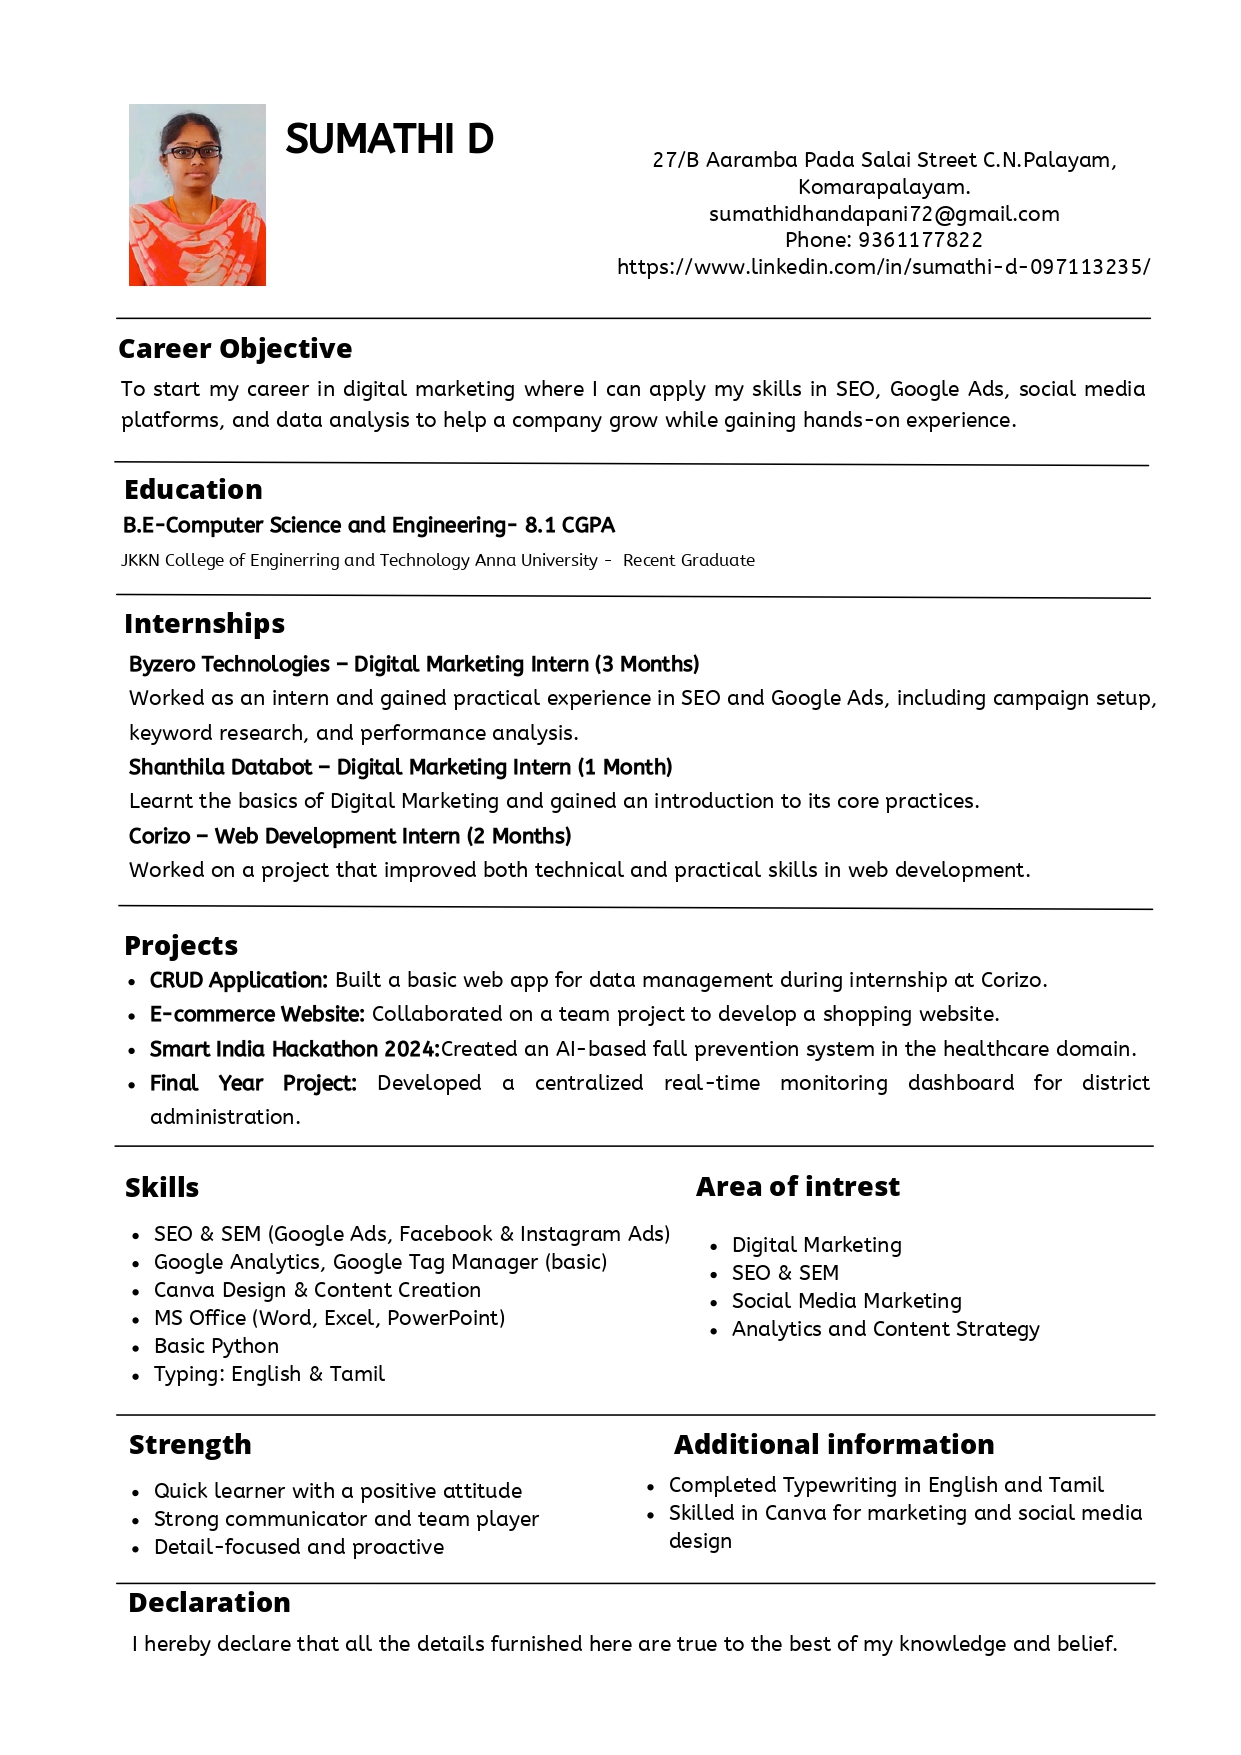 SUMATHI D
27/B Aaramba Pada Salai Street C.N.Palayam,
Komarapalayam.
sumathidhandapani72@gmail.com
Phone: 9361177822
https://www.linkedin.com/in/sumathi-d-097113235/
Career Objective
To start my career in digital marketing where I can apply my skills in SEO, Google Ads, social media
platforms, and data analysis to help a company grow while gaining hands-on experience.
Education
B.E-Computer Science and Engineering- 8.1 CGPA
JKKN College of Enginerring and Technology Anna University - Recent Graduate
Internships
Byzero Technologies – Digital Marketing Intern (3 Months)
Worked as an intern and gained practical experience in SEO and Google Ads, including campaign setup,
keyword research, and performance analysis.
Shanthila Databot – Digital Marketing Intern (1 Month)
Learnt the basics of Digital Marketing and gained an introduction to its core practices.
Corizo – Web Development Intern (2 Months)
Worked on a project that improved both technical and practical skills in web development.
Projects
• CRUD Application: Built a basic web app for data management during internship at Corizo.
• E-commerce Website: Collaborated on a team project to develop a shopping website.
• Smart India Hackathon 2024:Created an AI-based fall prevention system in the healthcare domain.
• Final Year Project: Developed a centralized real-time monitoring dashboard for district
administration.
Skills
• SEO & SEM (Google Ads, Facebook & Instagram Ads)
• Google Analytics, Google Tag Manager (basic)
• Canva Design & Content Creation
• MS Office (Word, Excel, PowerPoint)
• Basic Python
• Typing: English & Tamil
Area of intrest
• Digital Marketing
• SEO & SEM
• Social Media Marketing
• Analytics and Content Strategy
Strength
• Quick learner with a positive attitude
• Strong communicator and team player
• Detail-focused and proactive
Additional information
• Completed Typewriting in English and Tamil
• Skilled in Canva for marketing and social media
design
Declaration
I hereby declare that all the details furnished here are true to the best of my knowledge and belief.